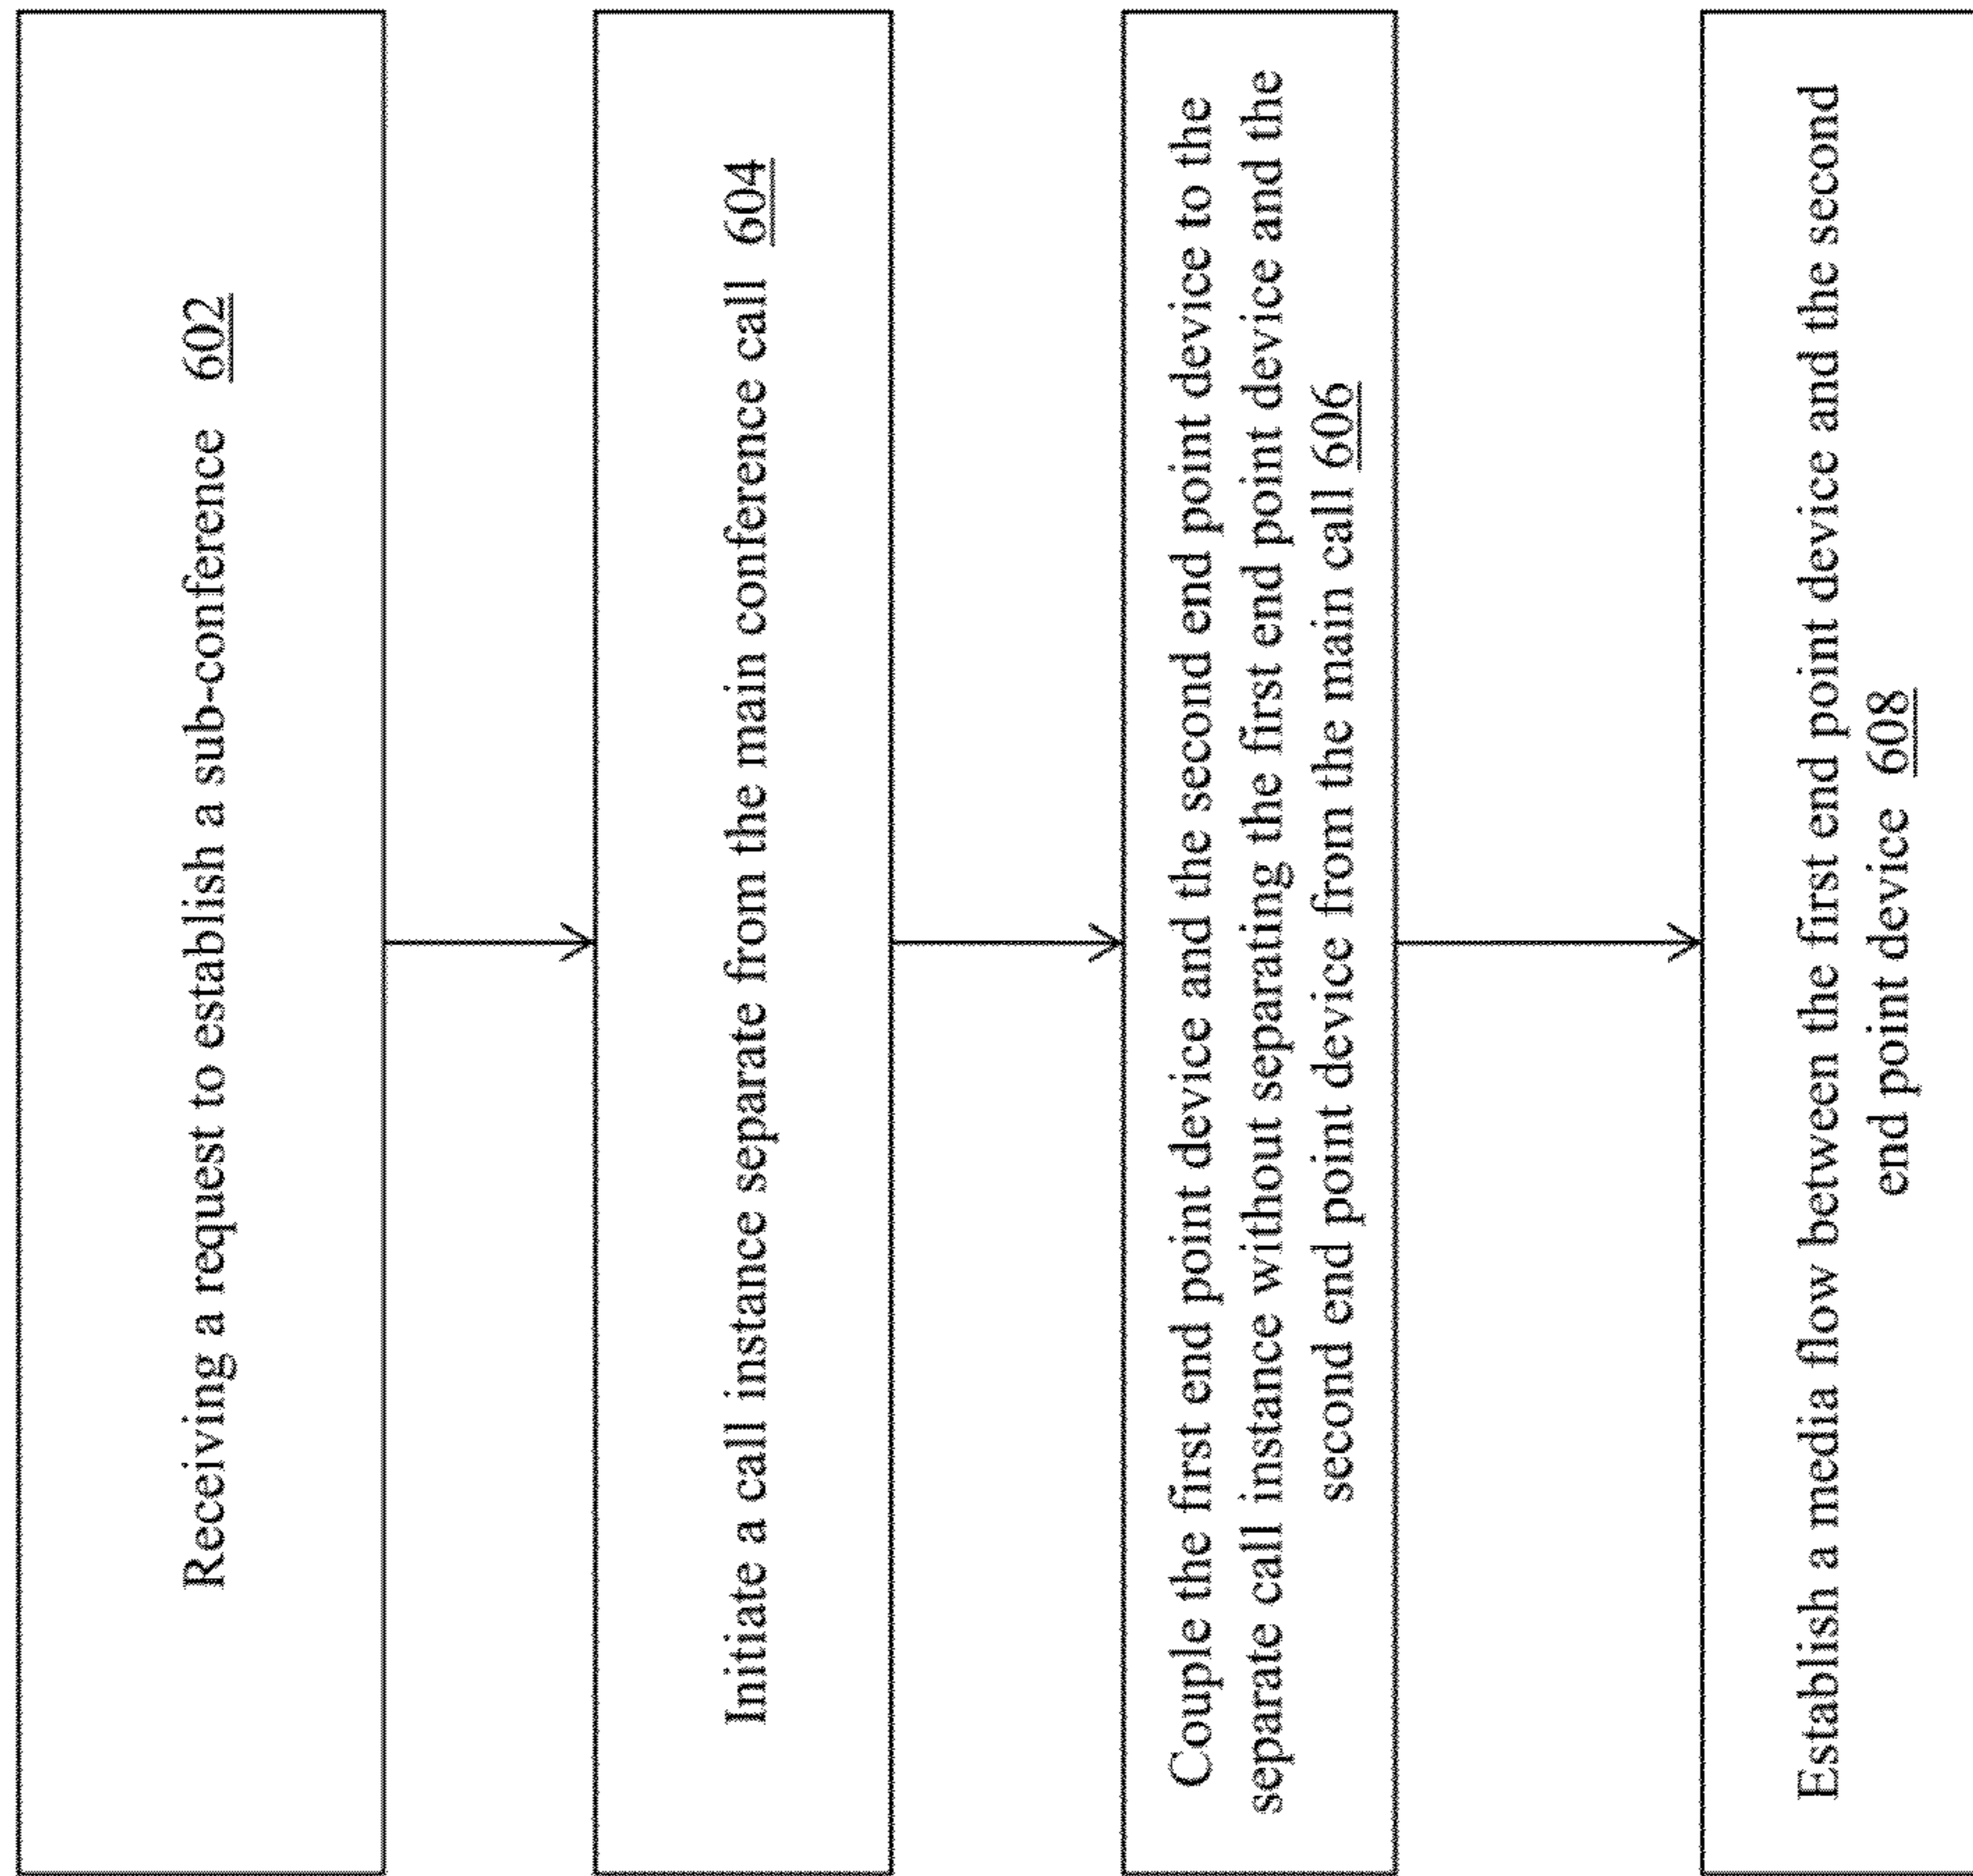 Receiving a request to establish a sub-conference 602
Initiate a call instance separate from the main conference call 604
Couple the first end point device and the second end point device to the
separate call instance without separating the first end point device and the
second end point device from the main call 606
Establish a media flow between the first end point device and the second
end point device 608